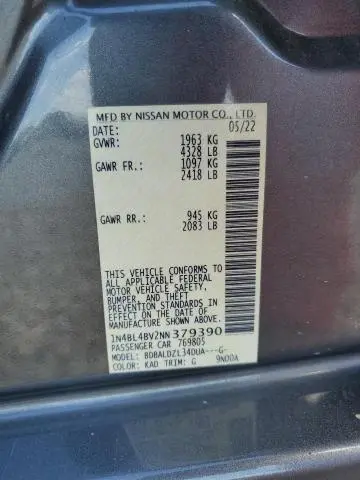 MFD BY NISSAN MOTOR CO., LTD.
DATE: 05/22
GVWR: 1963 KG
4328 LB
GAWR FR.: 1097 KG
2418 LB
GAWR RR.: 945 KG
2083 LB
THIS VEHICLE CONFORMS TO
ALL APPLICABLE FEDERAL
MOTOR VEHICLE SAFETY,
BUMPER, AND THEFT
PREVENTION STANDARDS IN
EFFECT ON THE DATE OF
MANUFACTURE SHOWN ABOVE.
1N4BL4BV2NN379390
PASSENGER CAR 769805
MODEL: BDBALDZL34DUA---G-
COLOR: KAD TRIM: G 9N00A